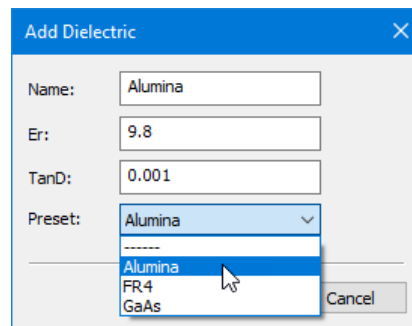 Add Dielectric
Name: Alumina
Er: 9.8
TanD: 0.001
Preset: Alumina
------
Alumina
FR4
GaAs
Cancel